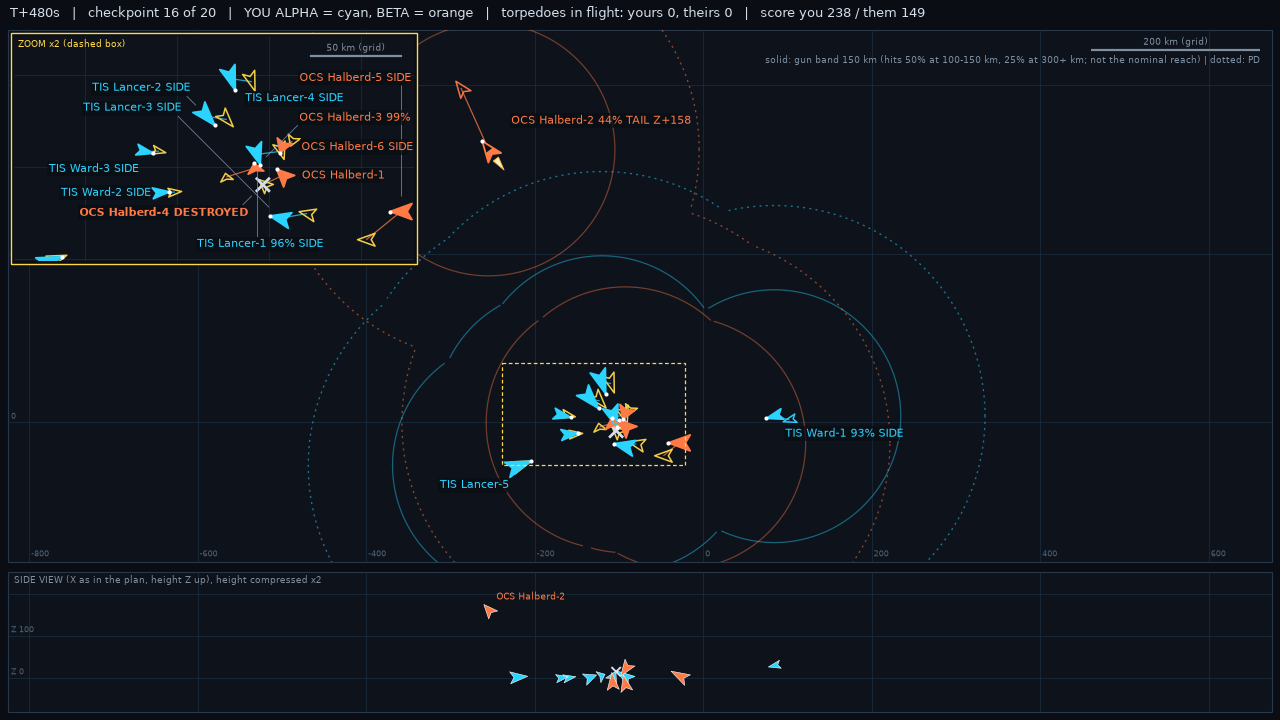 T+480s | checkpoint 16 of 20 | YOU ALPHA = cyan, BETA = orange | torpedoes in flight: yours 0, theirs 0 | score you 238 / them 149
ZOOM x2 (dashed box)
50 km (grid)
200 km (grid)
solid: gun band 150 km (hits 50% at 100-150 km, 25% at 300+ km; not the nominal reach) | dotted: PD
OCS Halberd-5 SIDE
TIS Lancer-2 SIDE
TIS Lancer-4 SIDE
TIS Lancer-3 SIDE
OCS Halberd-3 99%
OCS Halberd-2 44% TAIL Z+158
OCS Halberd-6 SIDE
TIS Ward-3 SIDE
OCS Halberd-1
TIS Ward-2 SIDE
OCS Halberd-4 DESTROYED
TIS Lancer-1 96% SIDE
0
TIS Ward-1 93% SIDE
TIS Lancer-5
-800
-600
-400
-200
0
200
400
600
SIDE VIEW (X as in the plan, height Z up), height compressed x2
OCS Halberd-2
Z 100
Z 0